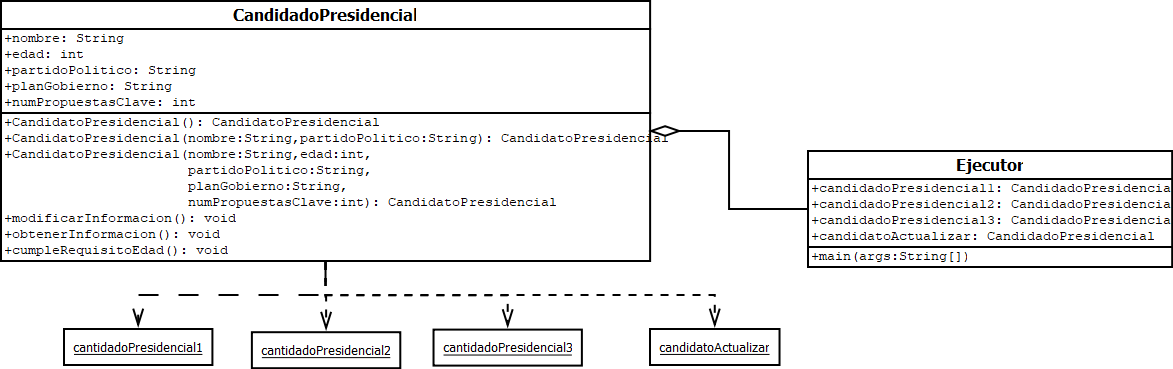 CandidadoPresidencial
+nombre: String
+edad: int
+partidoPolitico: String
+planGobierno: String
+numPropuestasClave: int
+CandidatoPresidencial(): CandidatoPresidencial
+CandidatoPresidencial(nombre:String,partidoPolitico:String): CandidatoPresidencial
+CandidatoPresidencial(nombre:String,edad:int,
partidoPolitico:String,
planGobierno:String,
numPropuestasClave:int): CandidatoPresidencial
+modificarInformacion(): void
+obtenerInformacion(): void
+cumpleRequisitoEdad(): void
Ejecutor
+candidadoPresidencial1: CandidadoPresidencia
+candidadoPresidencial2: CandidadoPresidencia
+candidadoPresidencial3: CandidadoPresidencia
+candidatoActualizar: CandidadoPresidencial
+main(args:String[])
cantidadoPresidencial1
cantidadoPresidencial2
cantidadoPresidencial3
candidatoActualizar